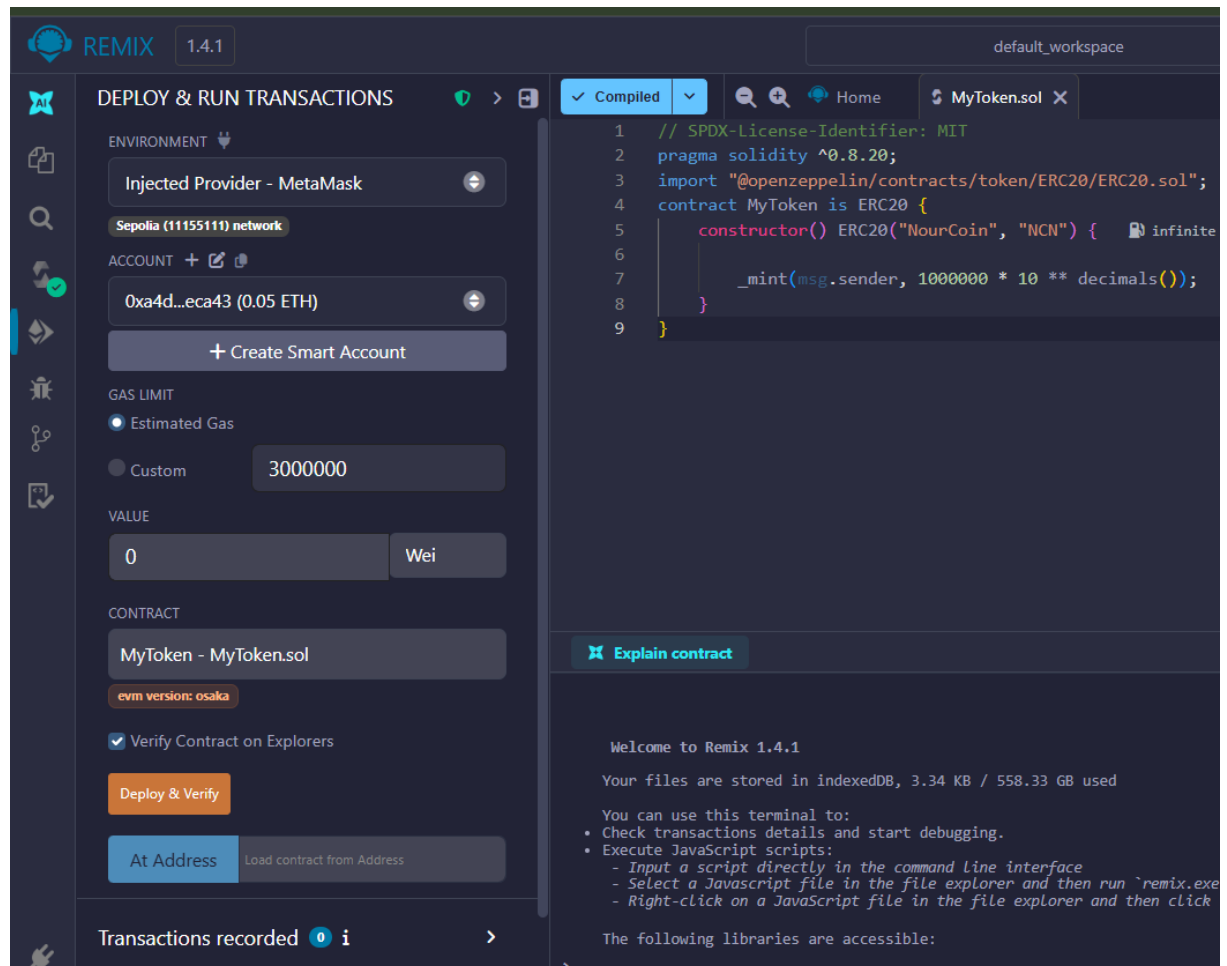 REMIX 1.4.1
default_workspace
DEPLOY & RUN TRANSACTIONS
ENVIRONMENT
Injected Provider - MetaMask
Sepolia (11155111) network
ACCOUNT
0xa4d...eca43 (0.05 ETH)
+ Create Smart Account
GAS LIMIT
Estimated Gas
Custom 3000000
VALUE
0 Wei
CONTRACT
MyToken - MyToken.sol
evm version: osaka
Verify Contract on Explorers
Deploy & Verify
At Address Load contract from Address
Transactions recorded 0 i
Compiled
Home
MyToken.sol
1 // SPDX-License-Identifier: MIT
2 pragma solidity ^0.8.20;
3 import "@openzeppelin/contracts/token/ERC20/ERC20.sol";
4 contract MyToken is ERC20 {
5 constructor() ERC20("NourCoin", "NCN") { infinite
6
7 _mint(msg.sender, 1000000 * 10 ** decimals());
8 }
9 }
Explain contract
Welcome to Remix 1.4.1
Your files are stored in indexedDB, 3.34 KB / 558.33 GB used
You can use this terminal to:
• Check transactions details and start debugging.
• Execute JavaScript scripts:
- Input a script directly in the command line interface
- Select a Javascript file in the file explorer and then run `remix.exe
- Right-click on a JavaScript file in the file explorer and then click
The following libraries are accessible:
AI